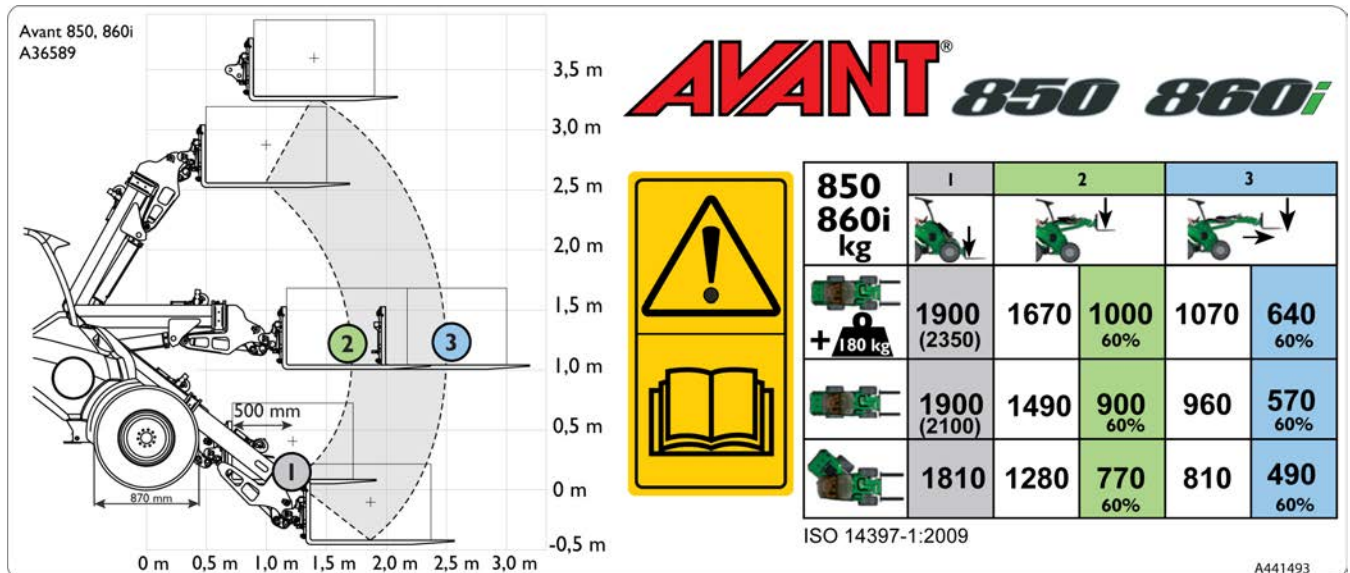 Avant 850, 860i
A36589
3,5 m
3,0 m
2,5 m
2,0 m
1,5 m
1,0 m
0,5 m
0 m
-0,5 m
2
3
500 mm
1
870 mm
0 m 0,5 m 1,0 m 1,5 m 2,0 m 2,5 m 3,0 m
AVANT® 850 860i
850
860i
kg
1 2 3
+ 180 kg
1900 1670 1000 1070 640
(2350) 60% 60%
1900 1490 900 960 570
(2100) 60% 60%
1810 1280 770 810 490
60% 60%
ISO 14397-1:2009
A441493